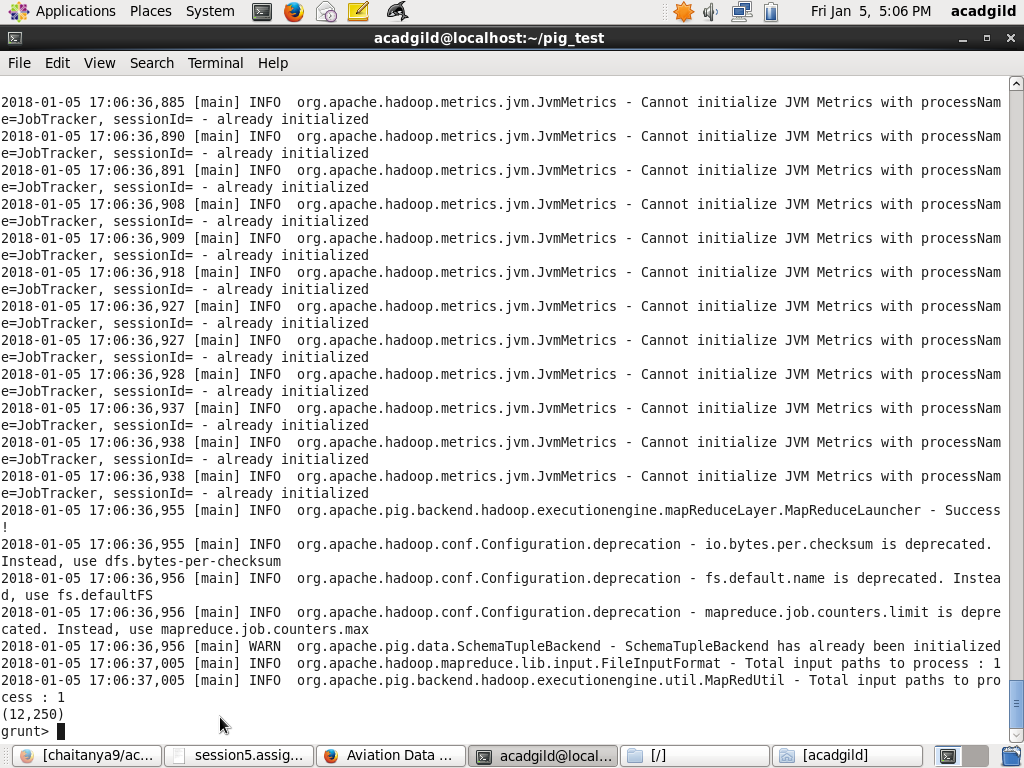 Applications Places System Fri Jan 5, 5:06 PM acadgild
acadgild@localhost:~/pig_test
File Edit View Search Terminal Help
2018-01-05 17:06:36,885 [main] INFO  org.apache.hadoop.metrics.jvm.JvmMetrics - Cannot initialize JVM Metrics with processNam
e=JobTracker, sessionId= - already initialized
2018-01-05 17:06:36,890 [main] INFO  org.apache.hadoop.metrics.jvm.JvmMetrics - Cannot initialize JVM Metrics with processNam
e=JobTracker, sessionId= - already initialized
2018-01-05 17:06:36,891 [main] INFO  org.apache.hadoop.metrics.jvm.JvmMetrics - Cannot initialize JVM Metrics with processNam
e=JobTracker, sessionId= - already initialized
2018-01-05 17:06:36,908 [main] INFO  org.apache.hadoop.metrics.jvm.JvmMetrics - Cannot initialize JVM Metrics with processNam
e=JobTracker, sessionId= - already initialized
2018-01-05 17:06:36,909 [main] INFO  org.apache.hadoop.metrics.jvm.JvmMetrics - Cannot initialize JVM Metrics with processNam
e=JobTracker, sessionId= - already initialized
2018-01-05 17:06:36,918 [main] INFO  org.apache.hadoop.metrics.jvm.JvmMetrics - Cannot initialize JVM Metrics with processNam
e=JobTracker, sessionId= - already initialized
2018-01-05 17:06:36,927 [main] INFO  org.apache.hadoop.metrics.jvm.JvmMetrics - Cannot initialize JVM Metrics with processNam
e=JobTracker, sessionId= - already initialized
2018-01-05 17:06:36,927 [main] INFO  org.apache.hadoop.metrics.jvm.JvmMetrics - Cannot initialize JVM Metrics with processNam
e=JobTracker, sessionId= - already initialized
2018-01-05 17:06:36,928 [main] INFO  org.apache.hadoop.metrics.jvm.JvmMetrics - Cannot initialize JVM Metrics with processNam
e=JobTracker, sessionId= - already initialized
2018-01-05 17:06:36,937 [main] INFO  org.apache.hadoop.metrics.jvm.JvmMetrics - Cannot initialize JVM Metrics with processNam
e=JobTracker, sessionId= - already initialized
2018-01-05 17:06:36,938 [main] INFO  org.apache.hadoop.metrics.jvm.JvmMetrics - Cannot initialize JVM Metrics with processNam
e=JobTracker, sessionId= - already initialized
2018-01-05 17:06:36,938 [main] INFO  org.apache.hadoop.metrics.jvm.JvmMetrics - Cannot initialize JVM Metrics with processNam
e=JobTracker, sessionId= - already initialized
2018-01-05 17:06:36,955 [main] INFO  org.apache.pig.backend.hadoop.executionengine.mapReduceLayer.MapReduceLauncher - Success
!
2018-01-05 17:06:36,955 [main] INFO  org.apache.hadoop.conf.Configuration.deprecation - io.bytes.per.checksum is deprecated.
Instead, use dfs.bytes-per-checksum
2018-01-05 17:06:36,956 [main] INFO  org.apache.hadoop.conf.Configuration.deprecation - fs.default.name is deprecated. Instea
d, use fs.defaultFS
2018-01-05 17:06:36,956 [main] INFO  org.apache.hadoop.conf.Configuration.deprecation - mapreduce.job.counters.limit is depre
cated. Instead, use mapreduce.job.counters.max
2018-01-05 17:06:36,956 [main] WARN  org.apache.pig.data.SchemaTupleBackend - SchemaTupleBackend has already been initialized
2018-01-05 17:06:37,005 [main] INFO  org.apache.hadoop.mapreduce.lib.input.FileInputFormat - Total input paths to process : 1
2018-01-05 17:06:37,005 [main] INFO  org.apache.pig.backend.hadoop.executionengine.util.MapRedUtil - Total input paths to pro
cess : 1
(12,250)
grunt>
[chaitanya9/ac... session5.assig... Aviation Data ... acadgild@local... [/] [acadgild]